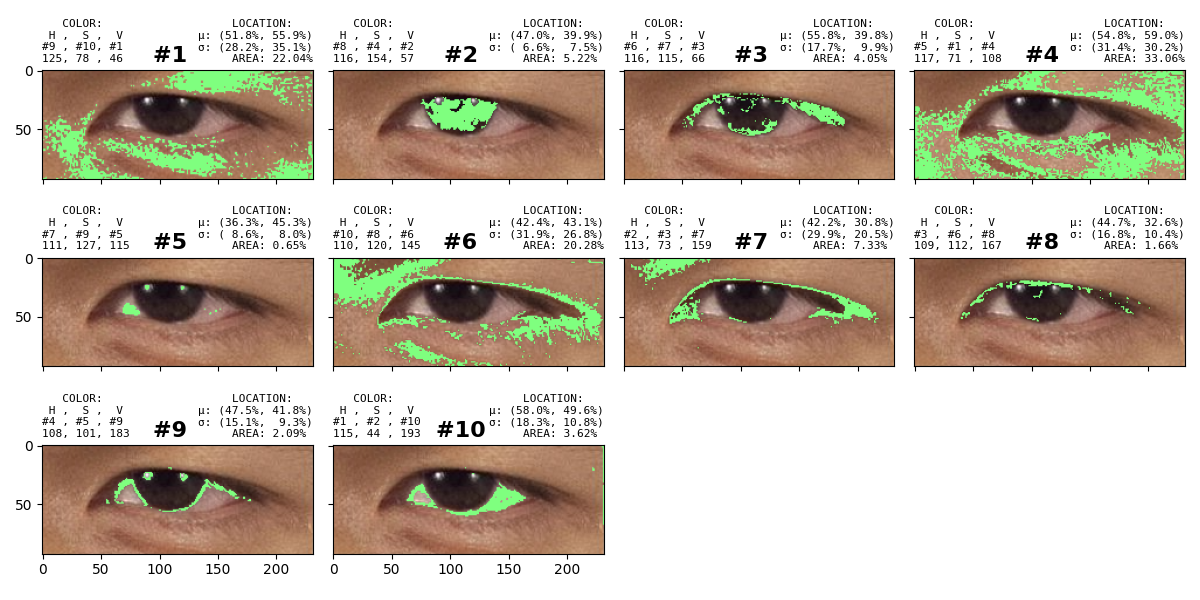 COLOR: LOCATION:
H , S , V μ: (51.8%, 55.9%)
#9 , #10, #1 #1 σ: (28.2%, 35.1%)
125, 78 , 46 AREA: 22.04%
COLOR: LOCATION:
H , S , V μ: (47.0%, 39.9%)
#8 , #4 , #2 #2 σ: ( 6.6%, 7.5%)
116, 154, 57 AREA: 5.22%
COLOR: LOCATION:
H , S , V μ: (55.8%, 39.8%)
#6 , #7 , #3 #3 σ: (17.7%, 9.9%)
116, 115, 66 AREA: 4.05%
COLOR: LOCATION:
H , S , V μ: (54.8%, 59.0%)
#5 , #1 , #4 #4 σ: (31.4%, 30.2%)
117, 71 , 108 AREA: 33.06%
0
50
COLOR: LOCATION:
H , S , V μ: (36.3%, 45.3%)
#7 , #9 , #5 #5 σ: ( 8.6%, 8.0%)
111, 127, 115 AREA: 0.65%
COLOR: LOCATION:
H , S , V μ: (42.4%, 43.1%)
#10, #8 , #6 #6 σ: (31.9%, 26.8%)
110, 120, 145 AREA: 20.28%
COLOR: LOCATION:
H , S , V μ: (42.2%, 30.8%)
#2 , #3 , #7 #7 σ: (29.9%, 20.5%)
113, 73 , 159 AREA: 7.33%
COLOR: LOCATION:
H , S , V μ: (44.7%, 32.6%)
#3 , #6 , #8 #8 σ: (16.8%, 10.4%)
109, 112, 167 AREA: 1.66%
0
50
COLOR: LOCATION:
H , S , V μ: (47.5%, 41.8%)
#4 , #5 , #9 #9 σ: (15.1%, 9.3%)
108, 101, 183 AREA: 2.09%
COLOR: LOCATION:
H , S , V μ: (58.0%, 49.6%)
#1 , #2 , #10 #10 σ: (18.3%, 10.8%)
115, 44 , 193 AREA: 3.62%
0
50
0 50 100 150 200
0 50 100 150 200